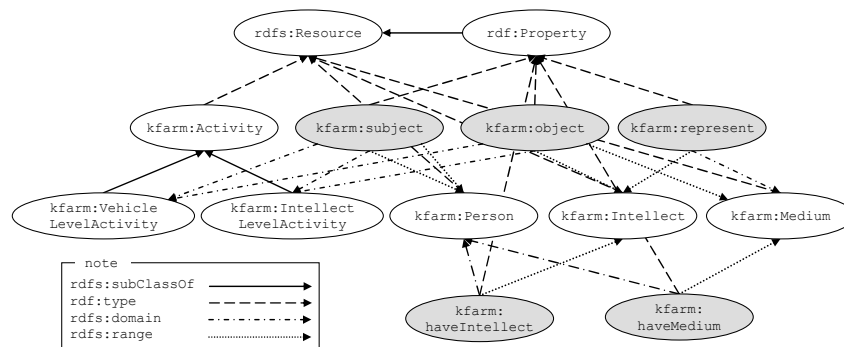 rdfs:Resource
rdf:Property
kfarm:Activity
kfarm:subject
kfarm:object
kfarm:represent
kfarm:Vehicle
LevelActivity
kfarm:Intellect
LevelActivity
kfarm:Person
kfarm:Intellect
kfarm:Medium
note
rdfs:subClassOf
rdf:type
rdfs:domain
rdfs:range
kfarm:
haveIntellect
kfarm:
haveMedium